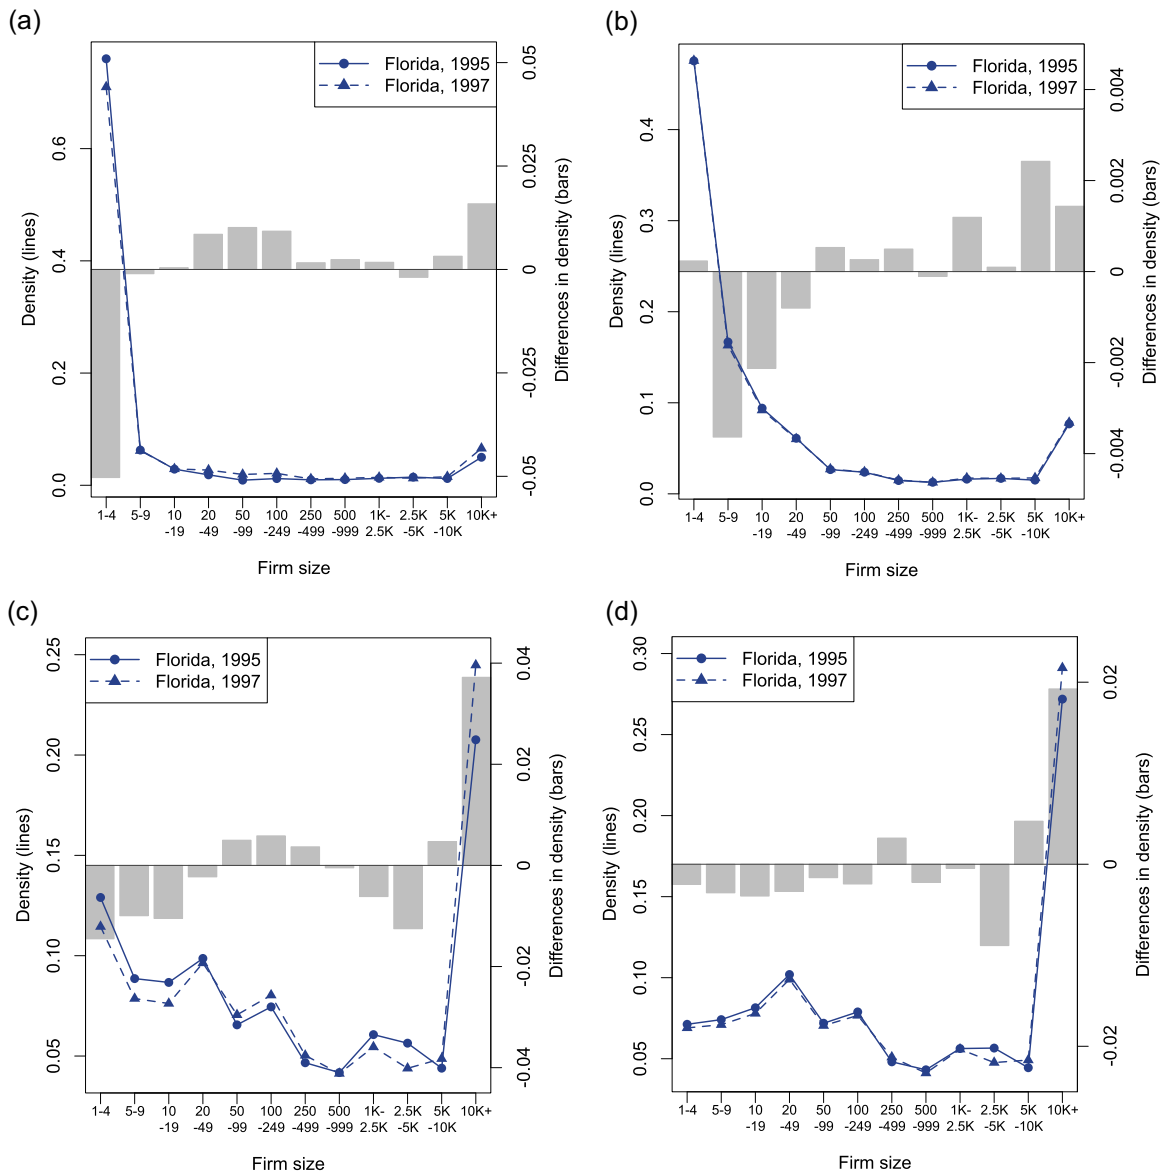 (a)
Florida, 1995
Florida, 1997
Density (lines)
0.0
0.2
0.4
0.6
Differences in density (bars)
-0.05
-0.025
0
0.025
0.05
1-4 5-9 10 20 50 100 250 500 1K- 2.5K 5K 10K+
-19 -49 -99 -249 -499 -999 2.5K -5K -10K
Firm size
(b)
Florida, 1995
Florida, 1997
Density (lines)
0.0
0.1
0.2
0.3
0.4
Differences in density (bars)
-0.004
-0.002
0
0.002
0.004
1-4 5-9 10 20 50 100 250 500 1K- 2.5K 5K 10K+
-19 -49 -99 -249 -499 -999 2.5K -5K -10K
Firm size
(c)
Florida, 1995
Florida, 1997
Density (lines)
0.05
0.10
0.15
0.20
0.25
Differences in density (bars)
-0.04
-0.02
0
0.02
0.04
1-4 5-9 10 20 50 100 250 500 1K- 2.5K 5K 10K+
-19 -49 -99 -249 -499 -999 2.5K -5K -10K
Firm size
(d)
Florida, 1995
Florida, 1997
Density (lines)
0.05
0.10
0.15
0.20
0.25
0.30
Differences in density (bars)
-0.02
0
0.02
1-4 5-9 10 20 50 100 250 500 1K- 2.5K 5K 10K+
-19 -49 -99 -249 -499 -999 2.5K -5K -10K
Firm size